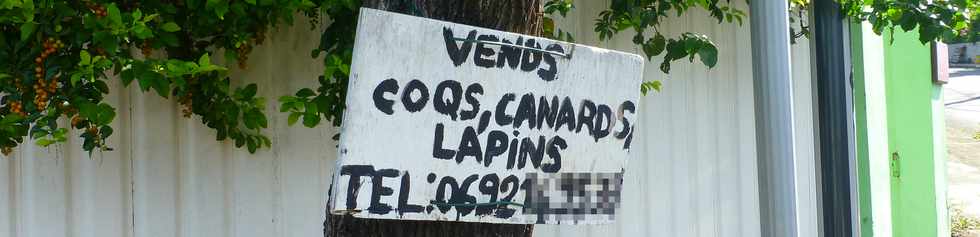 VENDS
COQS, CANARDS,
LAPiNS
TEL: 06921